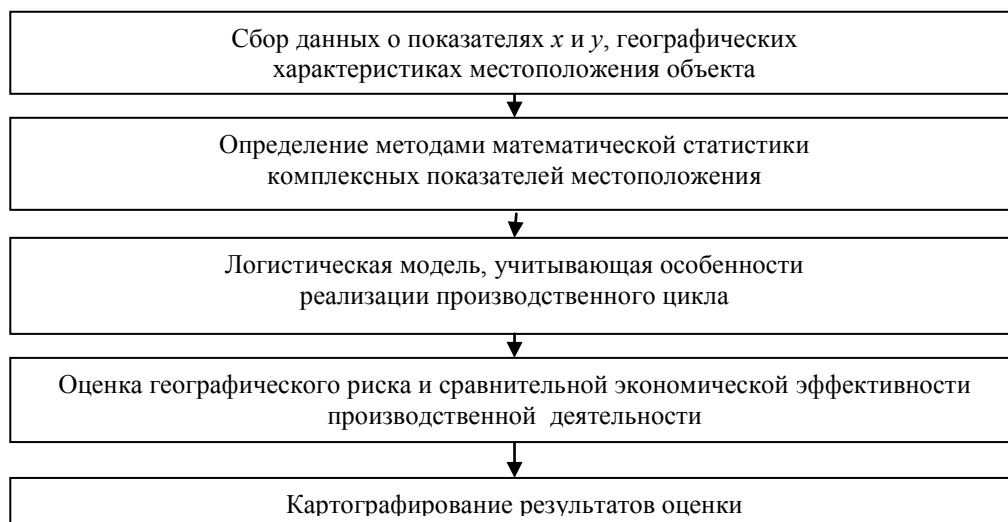 Сбор данных о показателях x и y, географических
характеристиках местоположения объекта
Определение методами математической статистики
комплексных показателей местоположения
Логистическая модель, учитывающая особенности
реализации производственного цикла
Оценка географического риска и сравнительной экономической эффективности
производственной деятельности
Картографирование результатов оценки